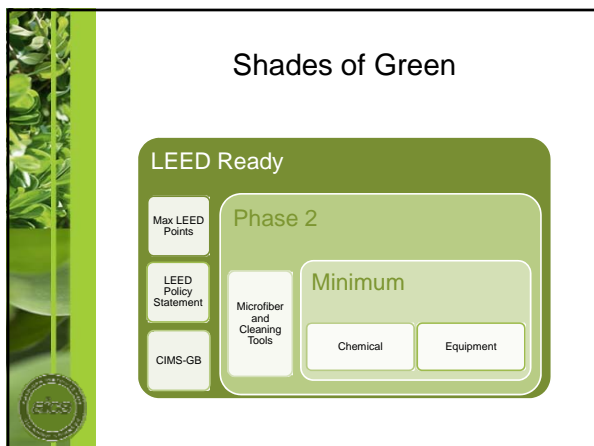 Shades of Green
LEED Ready
Max LEED
Points
LEED
Policy
Statement
CIMS-GB
Phase 2
Microfiber
and
Cleaning
Tools
Minimum
Chemical
Equipment